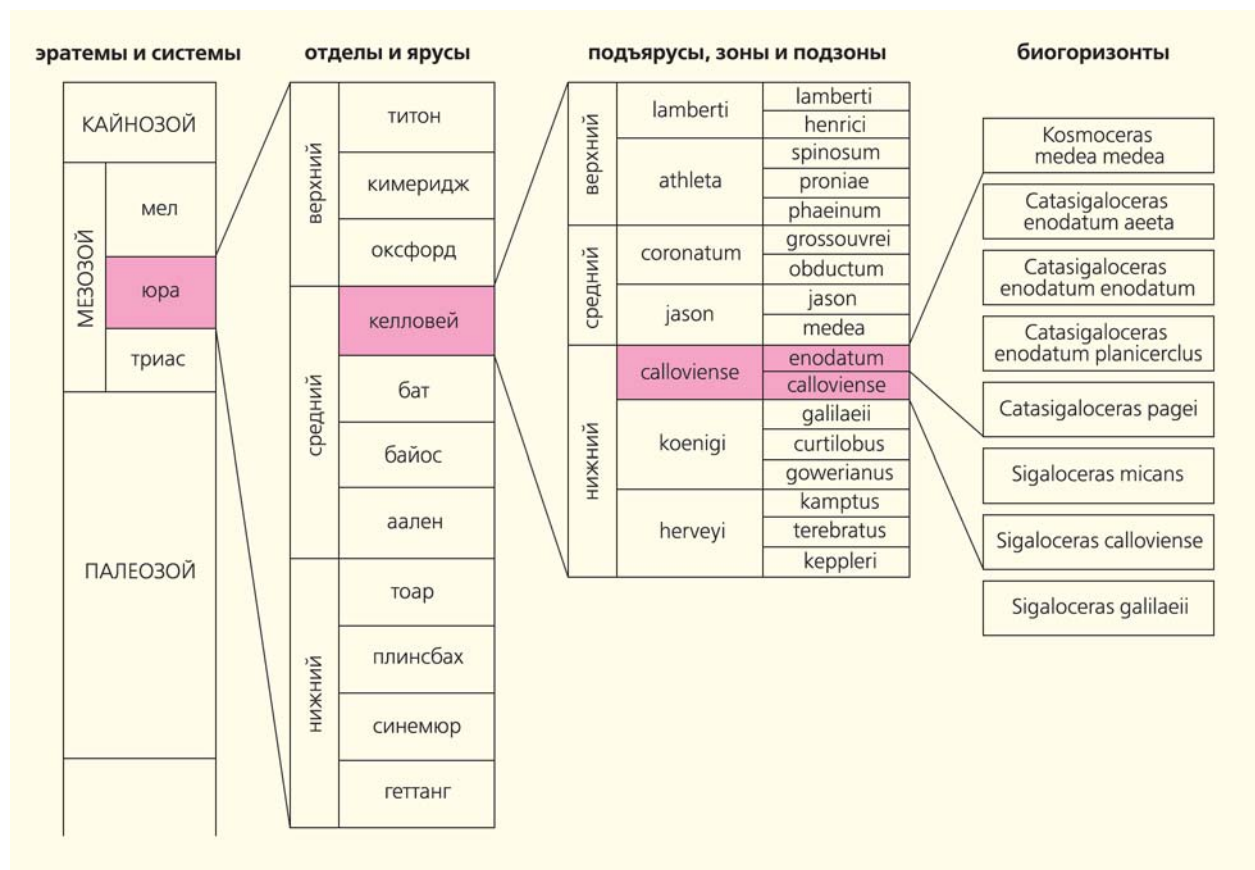 эратемы и системы
отделы и ярусы
подъярусы, зоны и подзоны
биогоризонты
КАЙНОЗОЙ
МЕЗОЗОЙ
мел
юра
триас
ПАЛЕОЗОЙ
верхний
титон
кимеридж
оксфорд
средний
келловей
бат
байос
аален
нижний
тоар
плинсбах
синемюр
геттанг
верхний
lamberti
lamberti
henrici
athleta
spinosum
proniae
phaeinum
средний
coronatum
grossouvrei
obductum
jason
jason
medea
нижний
calloviense
enodatum
calloviense
koenigi
galilaeii
curtilobus
gowerianus
herveyi
kamptus
terebratus
keppleri
Kosmoceras
medea medea
Catasigaloceras
enodatum aeeta
Catasigaloceras
enodatum enodatum
Catasigaloceras
enodatum planicerclus
Catasigaloceras pagei
Sigaloceras micans
Sigaloceras calloviense
Sigaloceras galilaeii